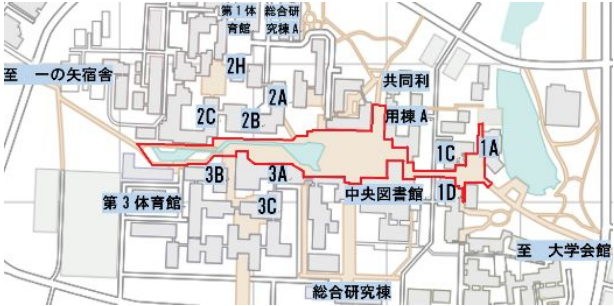 第1体
育館
総合研
究棟A
至　一の矢宿舎
2H
共同利
用棟A
2A
2C
2B
1C
1A
3B
3A
中央図書館
1D
第3体育館
3C
至　大学会館
総合研究棟